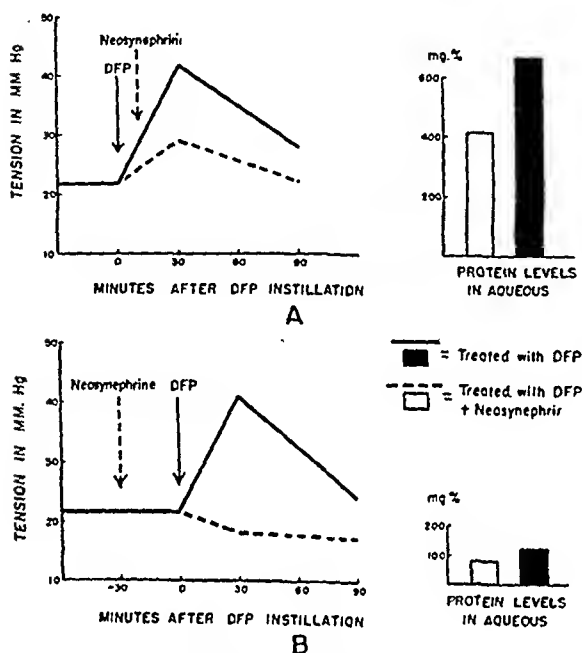 Neosynephrini
DFP
TENSION IN MM Hg
50
40
30
20
10
0
30
60
90
MINUTES AFTER DFP INSTILLATION
A
mg.%
600
400
200
PROTEIN LEVELS
IN AQUEOUS
= Treated with DFP
= Treated with DFP
+ Neosynephrir
Neosynephrine
DFP
TENSION IN MM. Hg
50
40
30
20
10
-30
0
30
60
90
MINUTES AFTER DFP INSTILLATION
B
mg%
200
100
PROTEIN LEVELS
IN AQUEOUS